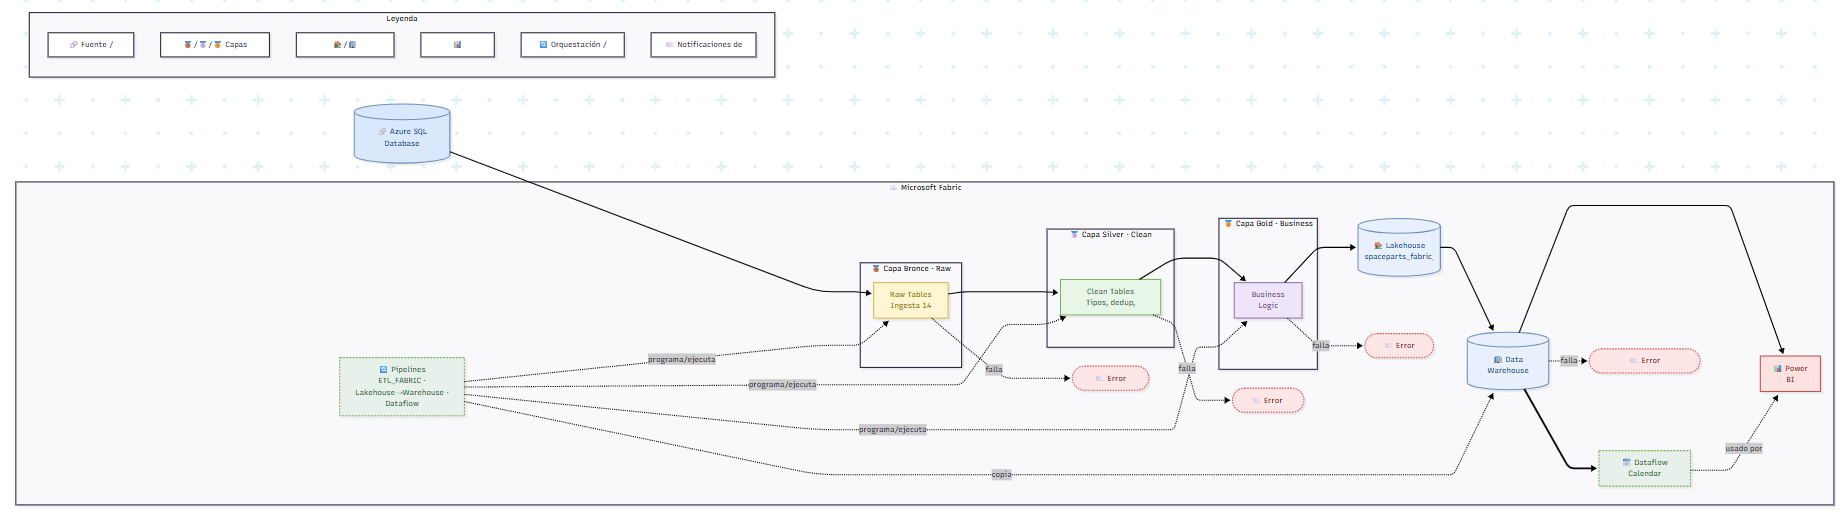 Leyenda
🔗 Fuente /
🥉 / 🥈 / 🥇 Capas
🏠 / 🏢
📊
🔄 Orquestación /
📧 Notificaciones de
🔗 Azure SQL
Database
Microsoft Fabric
🥉 Capa Bronce · Raw
Raw Tables
Ingesta 14
🥈 Capa Silver · Clean
Clean Tables
Tipos, dedup,
🥇 Capa Gold · Business
Business
Logic
🏠 Lakehouse
spaceparts_fabric_
🏢 Data
Warehouse
📊 Power
BI
🔄 Pipelines
ETL_FABRIC ·
Lakehouse→Warehouse ·
Dataflow
programa/ejecuta
programa/ejecuta
programa/ejecuta
copia
falla
📧 Error
falla
📧 Error
falla
📧 Error
falla
📧 Error
📅 Dataflow
Calendar
usado por